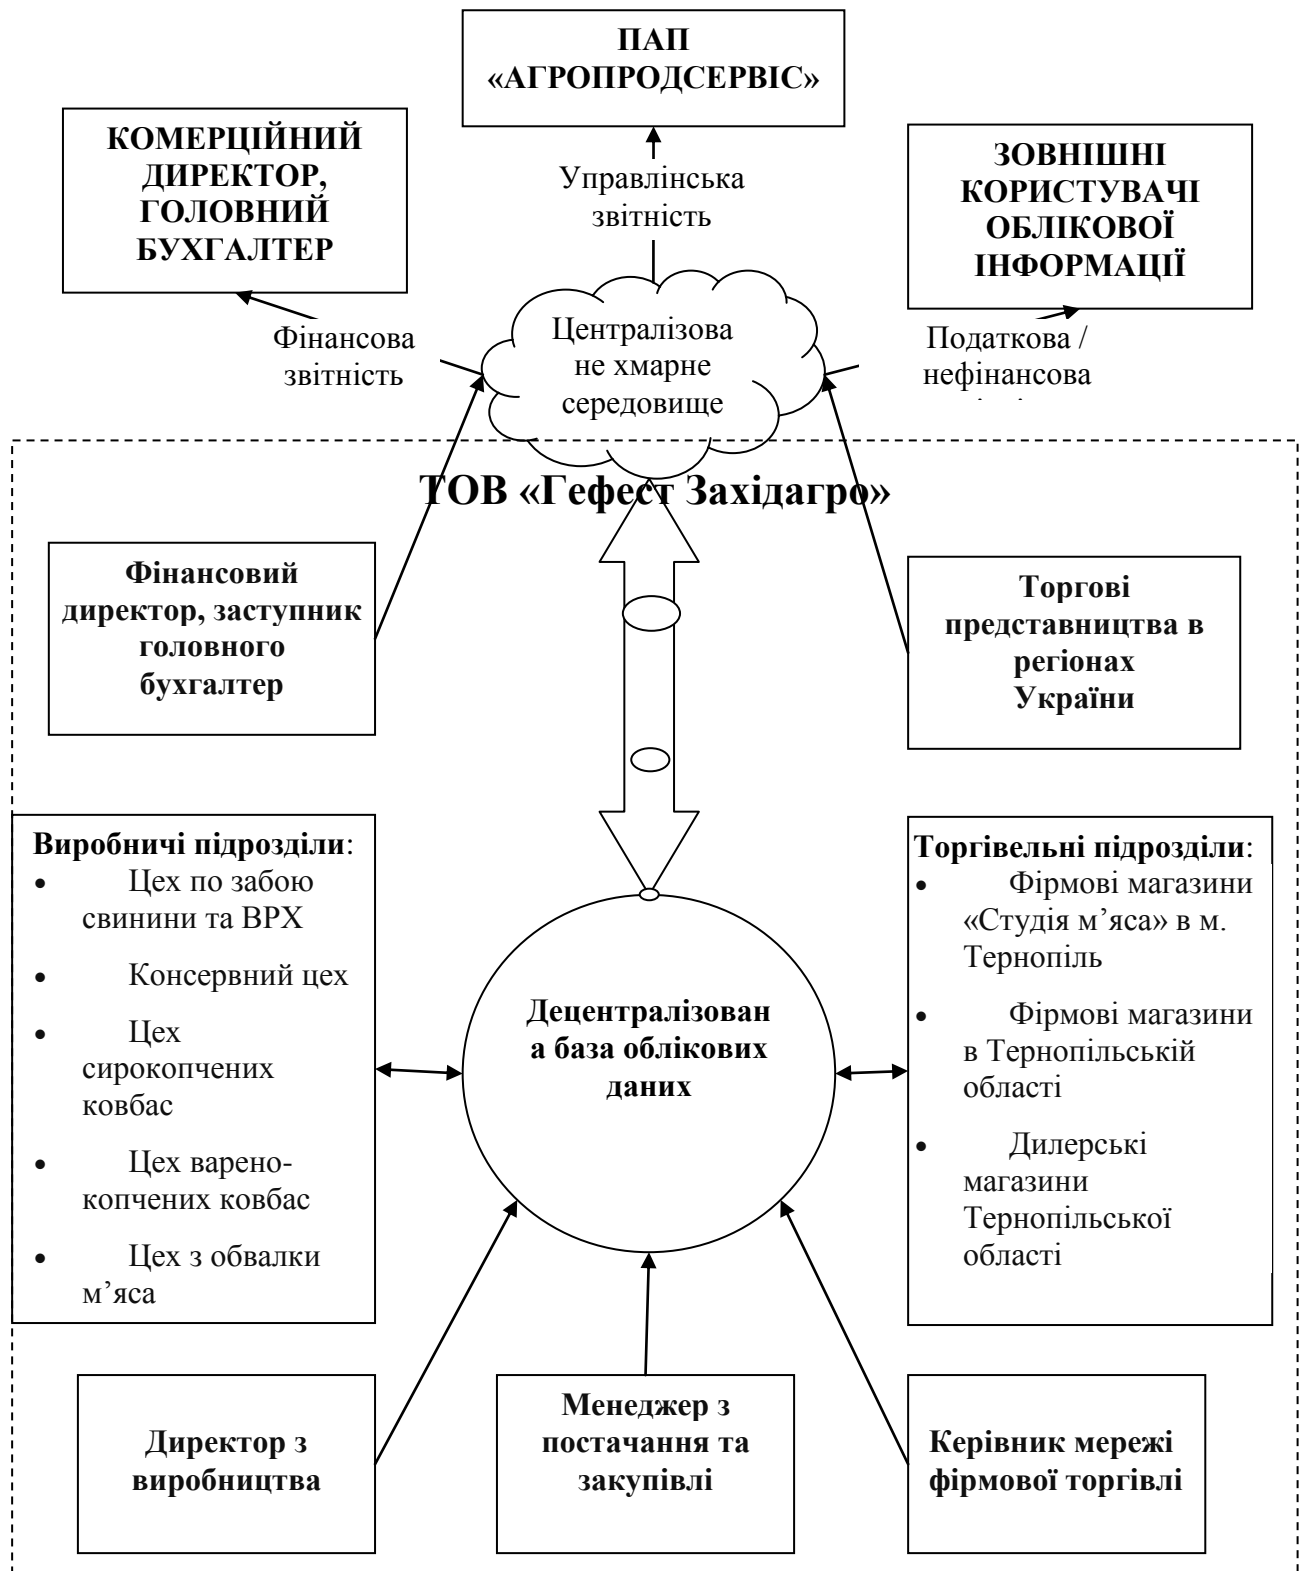 ПАП
«АГРОПРОДСЕРВІС»
КОМЕРЦІЙНИЙ
ДИРЕКТОР,
ГОЛОВНИЙ
БУХГАЛТЕР
ЗОВНІШНІ
КОРИСТУВАЧІ
ОБЛІКОВОЇ
ІНФОРМАЦІЇ
Управлінська
звітність
Фінансова
звітність
Централізова
не хмарне
середовище
Податкова /
нефінансова
ТОВ «Гефест Західагро»
Фінансовий
директор, заступник
головного
бухгалтер
Торгові
представництва в
регіонах
України
Виробничі підрозділи:
• Цех по забою
свинини та ВРХ
• Консервний цех
• Цех
сирокопчених
ковбас
• Цех варено-
копчених ковбас
• Цех з обвалки
м’яса
Децентралізован
а база облікових
даних
Торгівельні підрозділи:
• Фірмові магазини
«Студія м’яса» в м.
Тернопіль
• Фірмові магазини
в Тернопільській
області
• Дилерські
магазини
Тернопільської
області
Директор з
виробництва
Менеджер з
постачання та
закупівлі
Керівник мережі
фірмової торгівлі